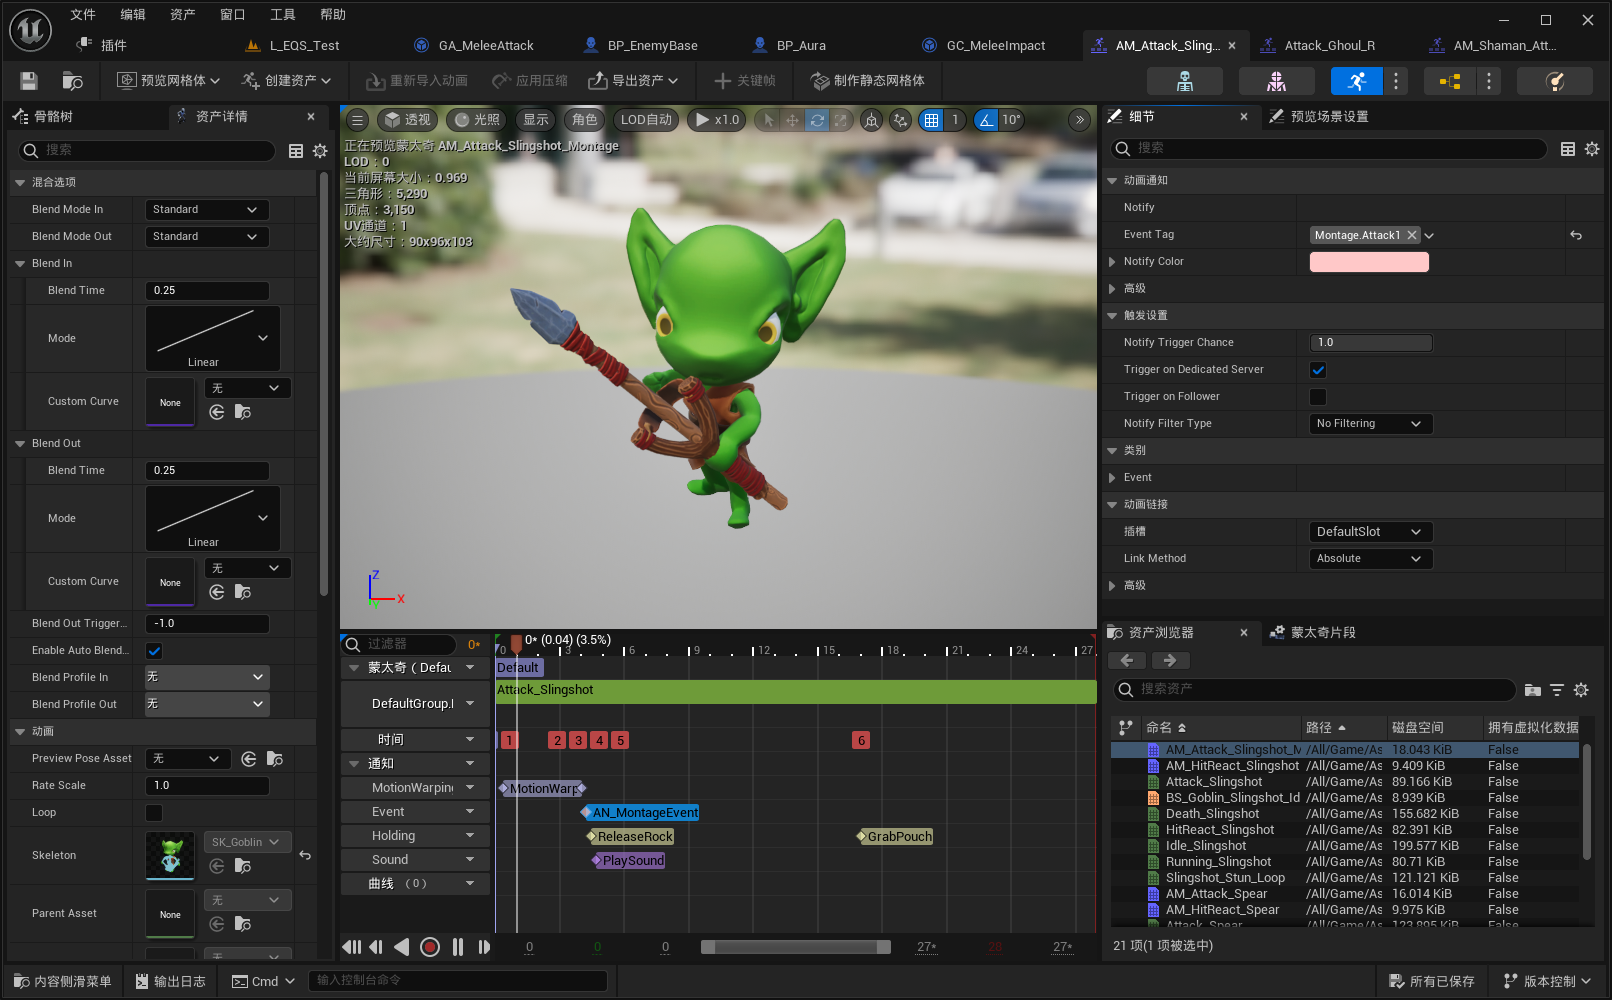 文件 编辑 资产 窗口 工具 帮助
插件 L_EQS_Test GA_MeleeAttack BP_EnemyBase BP_Aura GC_MeleeImpact AM_Attack_Sling... Attack_Ghoul_R AM_Shaman_Att...
预览网格体 创建资产 重新导入动画 应用压缩 导出资产 关键帧 制作静态网格体
骨骼树 资产详情
搜索
混合选项
Blend Mode In Standard
Blend Mode Out Standard
Blend In
Blend Time 0.25
Mode
Linear
Custom Curve None 无
Blend Out
Blend Time 0.25
Mode
Linear
Custom Curve None 无
Blend Out Trigger... -1.0
Enable Auto Blend...
Blend Profile In 无
Blend Profile Out 无
动画
Preview Pose Asset 无
Rate Scale 1.0
Loop
Skeleton SK_Goblin
Parent Asset None 无
透视 光照 显示 角色 LOD自动 x1.0 1 10°
正在预览蒙太奇 AM_Attack_Slingshot_Montage
LOD：0
当前屏幕大小：0.969
三角形：5,290
顶点：3,150
UV通道：1
大约尺寸：90x96x103
Z
X
过滤器 0*
0* (0.04) (3.5%)
0 3 6 9 12 15 18 21 24 27
蒙太奇 ( Defau Default
Attack_Slingshot
DefaultGroup.
时间 1 2 3 4 5 6
通知
MotionWarping MotionWarp
Event AN_MontageEvent
Holding ReleaseRock GrabPouch
Sound PlaySound
曲线 (0)
0 0 0 27* 28 27*
细节 预览场景设置
搜索
动画通知
Notify
Event Tag Montage.Attack1
Notify Color
高级
触发设置
Notify Trigger Chance 1.0
Trigger on Dedicated Server
Trigger on Follower
Notify Filter Type No Filtering
类别
Event
动画链接
插槽 DefaultSlot
Link Method Absolute
高级
资产浏览器 蒙太奇片段
搜索资产
命名 路径 磁盘空间 拥有虚拟化数据
AM_Attack_Slingshot_M /All/Game/As 18.043 KiB False
AM_HitReact_Slingshot /All/Game/As 9.409 KiB False
Attack_Slingshot /All/Game/As 89.166 KiB False
BS_Goblin_Slingshot_Id /All/Game/As 8.939 KiB False
Death_Slingshot /All/Game/As 155.682 KiB False
HitReact_Slingshot /All/Game/As 82.391 KiB False
Idle_Slingshot /All/Game/As 199.577 KiB False
Running_Slingshot /All/Game/As 80.71 KiB False
Slingshot_Stun_Loop /All/Game/As 121.121 KiB False
AM_Attack_Spear /All/Game/As 16.014 KiB False
AM_HitReact_Spear /All/Game/As 9.975 KiB False
Attack_Spear /All/Game/As 123.895 KiB False
21 项(1 项被选中)
内容侧滑菜单 输出日志 Cmd 输入控制台命令 所有已保存 版本控制